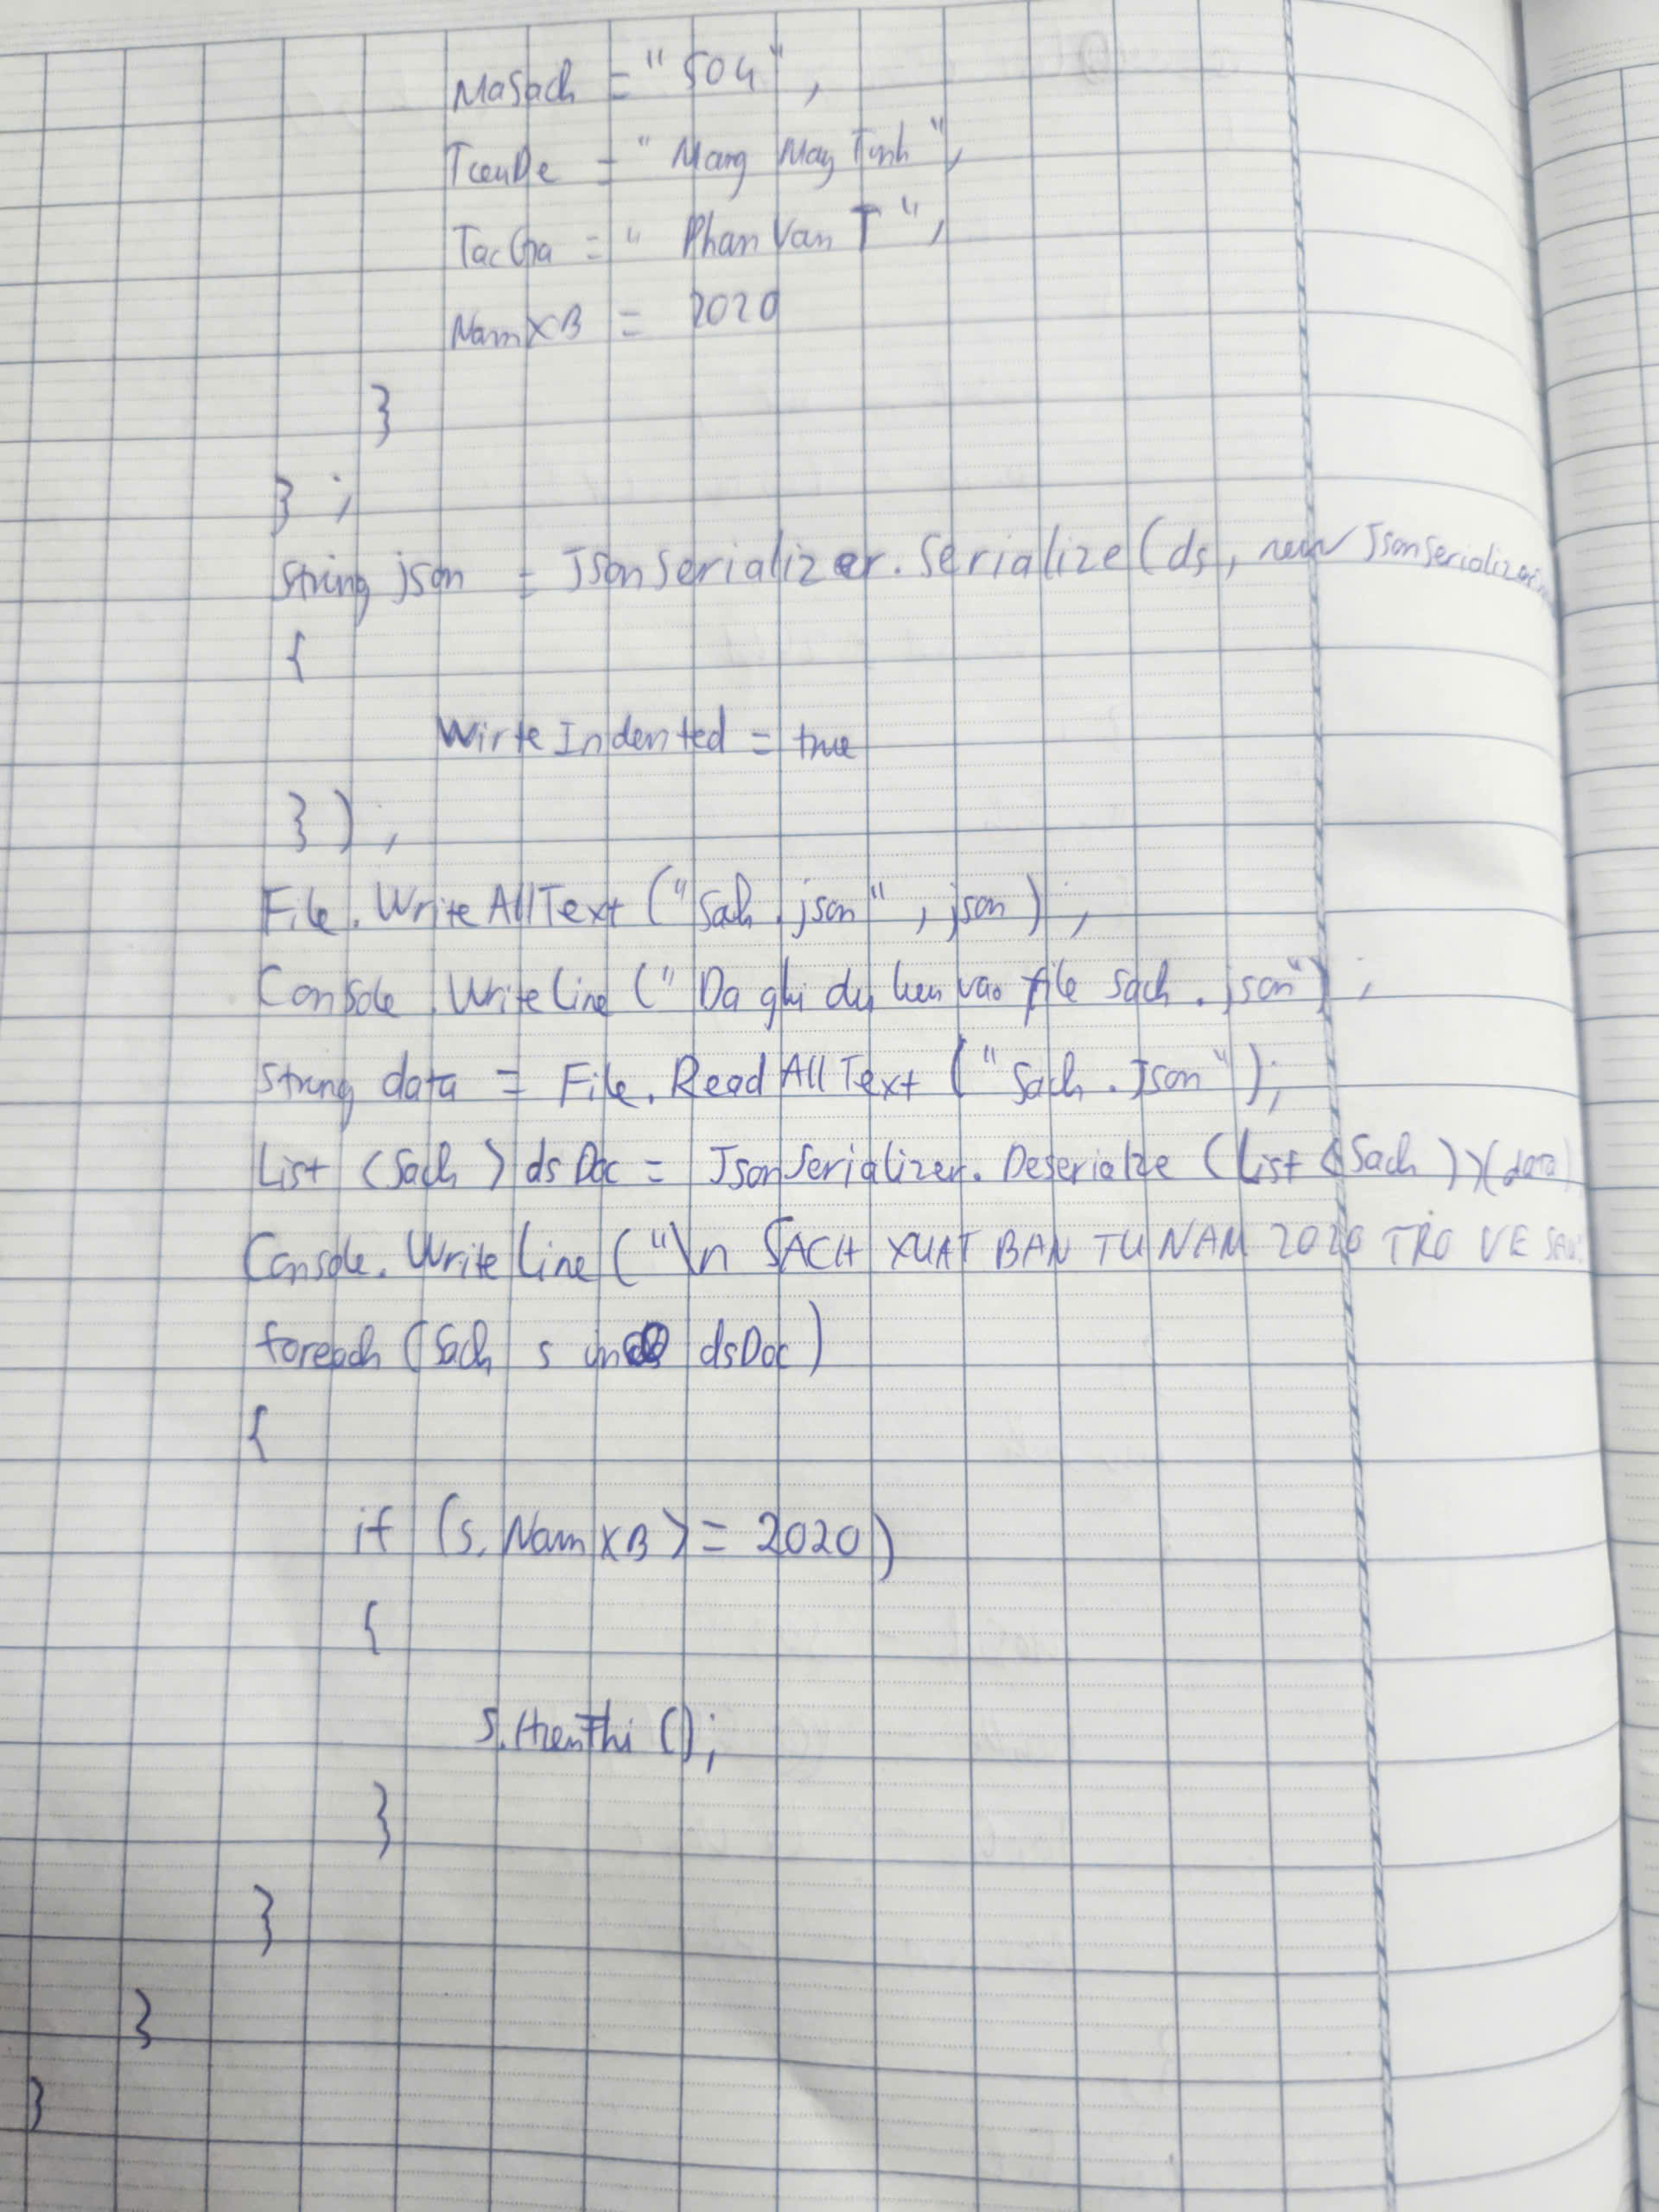 MaSach = "S04",
TieuDe = "Mang May Tinh",
TacGia = "Phan Van T",
NamXB = 2020
}
};
String json = JsonSerializer.Serialize(ds, new
{
WirteIndented = true
});
File.WriteAllText("Sach.json", json);
Console.WriteLine("Da ghi du lieu vao file Sach.json");
String data = File.ReadAllText("Sach.Json");
List <Sach> dsDoc = JsonSerializer.Deserialize (List <Sach>)(data)
Console.WriteLine("\n SACH XUAT BAN TU NAM 2020 TRO VE SAU:
foreach (Sach s in dsDoc)
{
if (s.NamXB >= 2020)
{
s.HienThi();
}
}
}
}